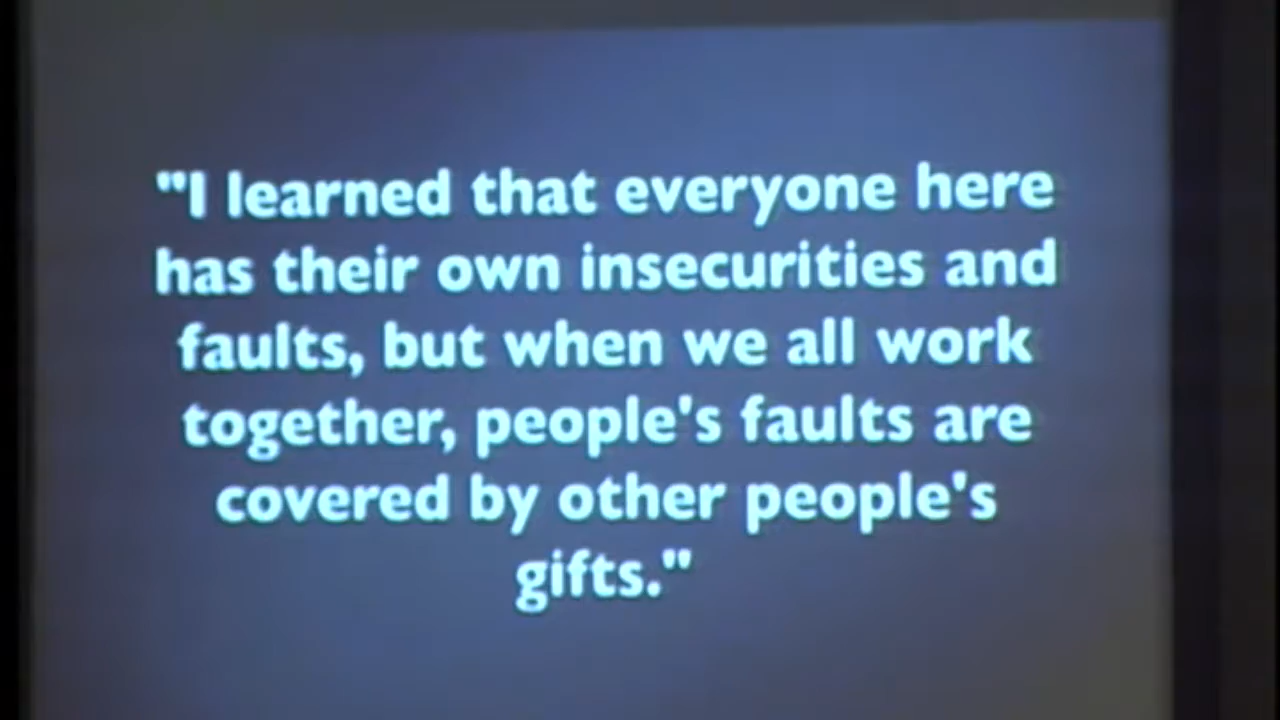 "I learned that everyone here
has their own insecurities and
faults, but when we all work
together, people's faults are
covered by other people's
gifts."